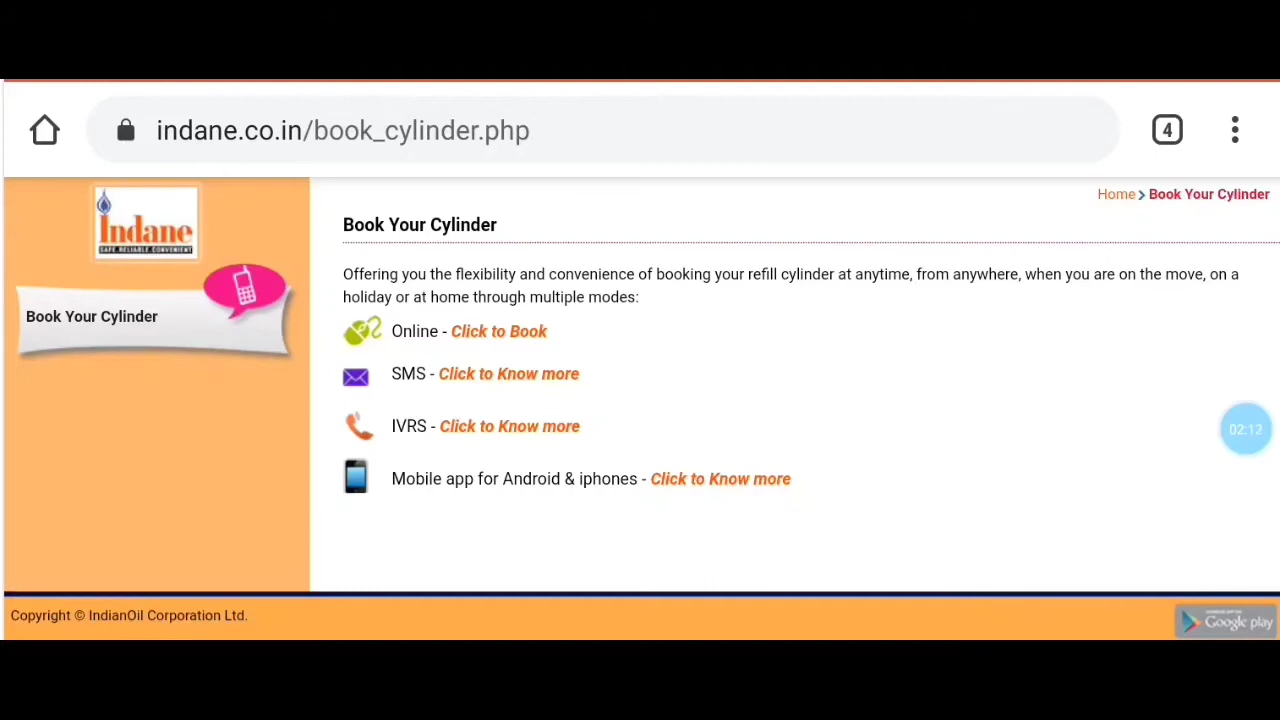 indane.co.in/book_cylinder.php
4
Indane
SAFE. RELIABLE. CONVENIENT
Home > Book Your Cylinder
Book Your Cylinder
Book Your Cylinder
Offering you the flexibility and convenience of booking your refill cylinder at anytime, from anywhere, when you are on the move, on a
holiday or at home through multiple modes:
Online - Click to Book
SMS - Click to Know more
IVRS - Click to Know more
Mobile app for Android & iphones - Click to Know more
02:12
Copyright © IndianOil Corporation Ltd.
Google play